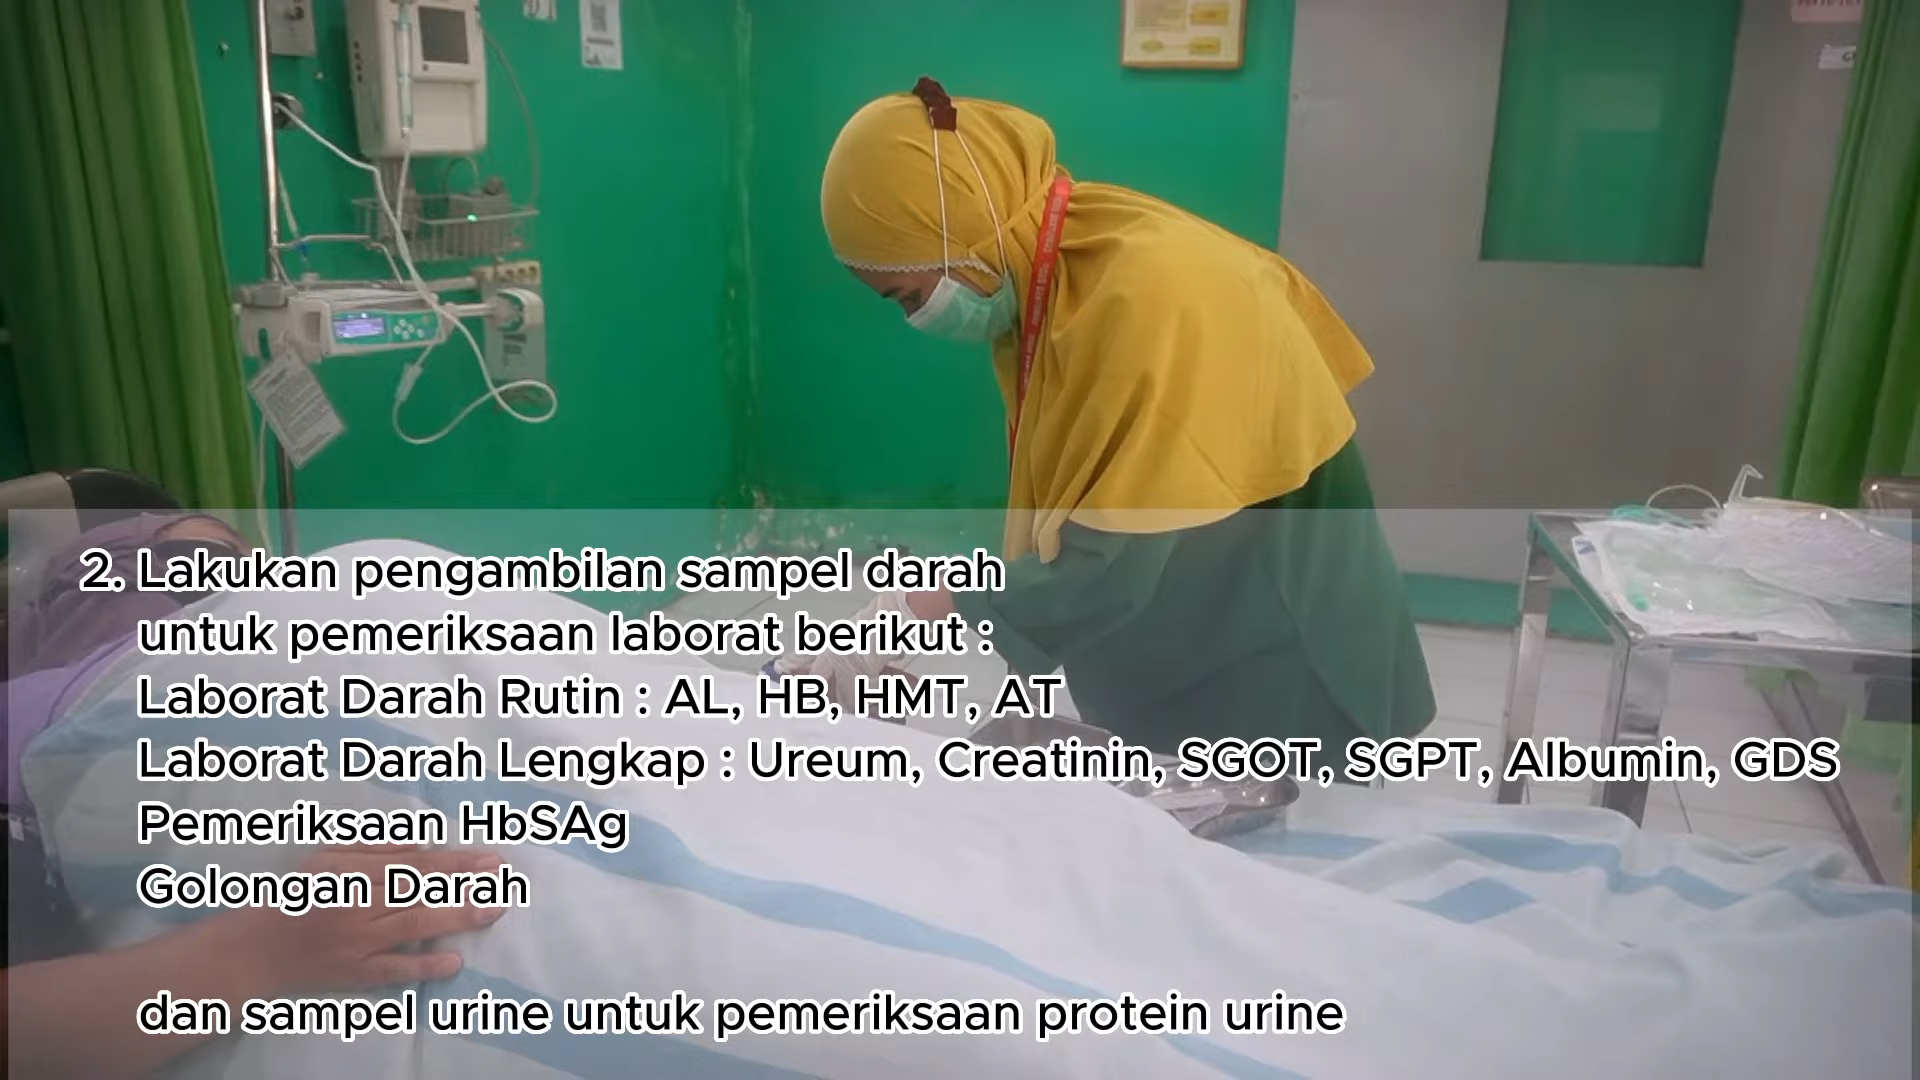 2. Lakukan pengambilan sampel darah
untuk pemeriksaan laborat berikut :
Laborat Darah Rutin : AL, HB, HMT, AT
Laborat Darah Lengkap : Ureum, Creatinin, SGOT, SGPT, Albumin, GDS
Pemeriksaan HbSAg
Golongan Darah
dan sampel urine untuk pemeriksaan protein urine